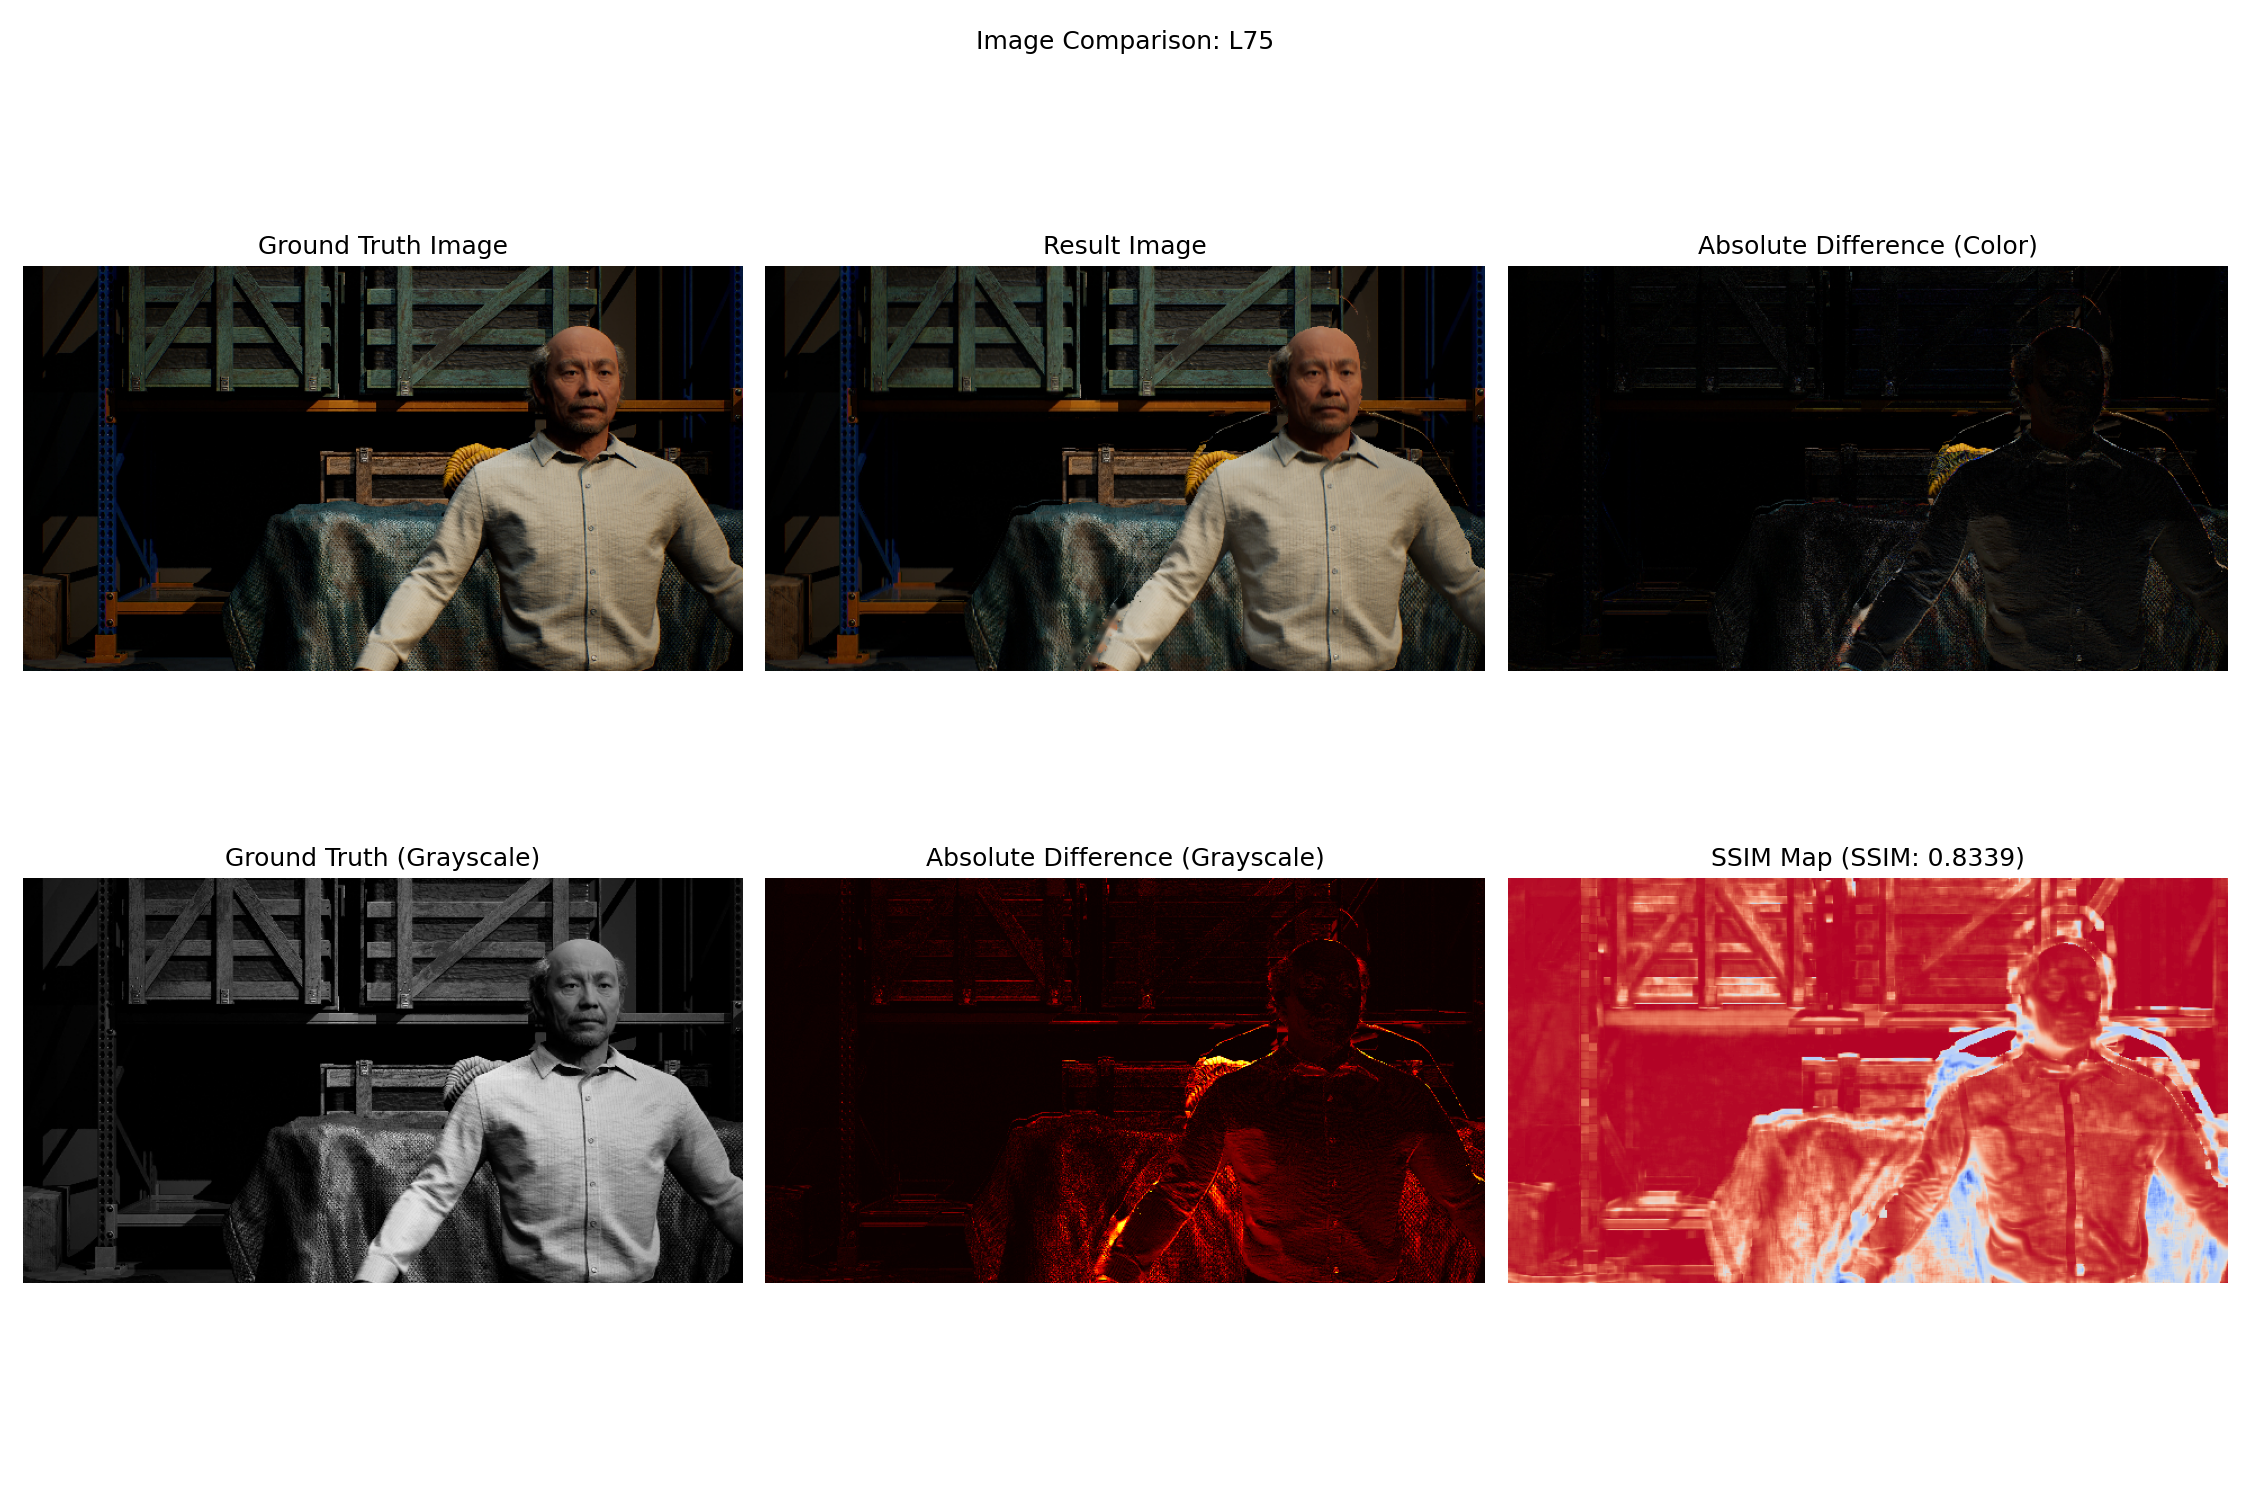 Image Comparison: L75
Ground Truth Image
Result Image
Absolute Difference (Color)
Ground Truth (Grayscale)
Absolute Difference (Grayscale)
SSIM Map (SSIM: 0.8339)